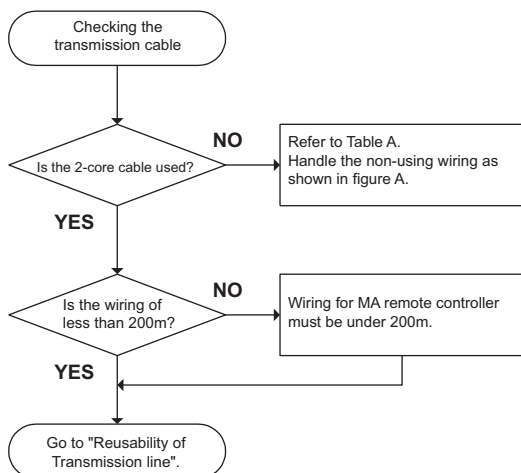 Checking the
transmission cable
Is the 2-core cable used?
NO
Refer to Table A.
Handle the non-using wiring as
shown in figure A.
YES
Is the wiring of
less than 200m?
NO
Wiring for MA remote controller
must be under 200m.
YES
Go to "Reusability of
Transmission line".